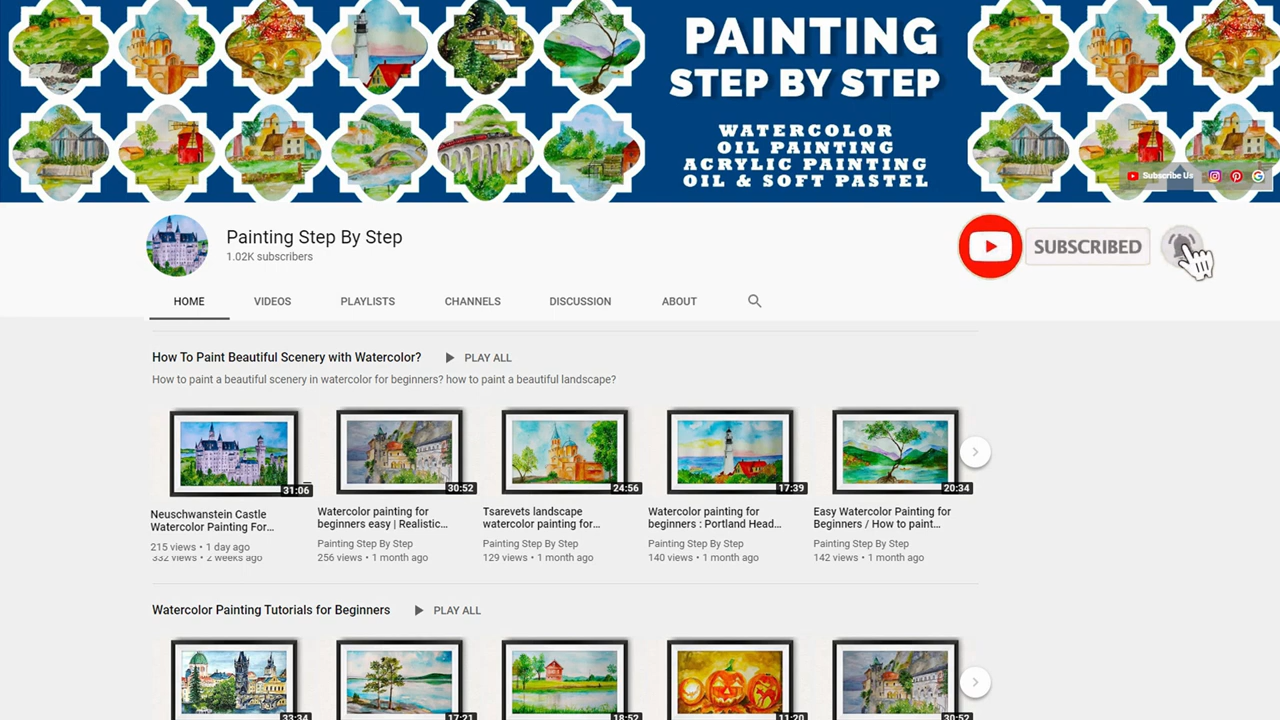 PAINTING
STEP BY STEP
WATERCOLOR
OIL PAINTING
ACRYLIC PAINTING
OIL & SOFT PASTEL
Subscribe Us
Painting Step By Step
1.02K subscribers
SUBSCRIBED
HOME VIDEOS PLAYLISTS CHANNELS DISCUSSION ABOUT
How To Paint Beautiful Scenery with Watercolor? PLAY ALL
How to paint a beautiful scenery in watercolor for beginners? how to paint a beautiful landscape?
31:06
Neuschwanstein Castle
Watercolor Painting For...
215 views • 1 day ago
332 views • 2 weeks ago
30:52
Watercolor painting for
beginners easy | Realistic...
Painting Step By Step
256 views • 1 month ago
24:56
Tsarevets landscape
watercolor painting for...
Painting Step By Step
129 views • 1 month ago
17:39
Watercolor painting for
beginners : Portland Head...
Painting Step By Step
140 views • 1 month ago
20:34
Easy Watercolor Painting for
Beginners / How to paint...
Painting Step By Step
142 views • 1 month ago
Watercolor Painting Tutorials for Beginners PLAY ALL
33:34
17:21
18:52
11:20
30:52